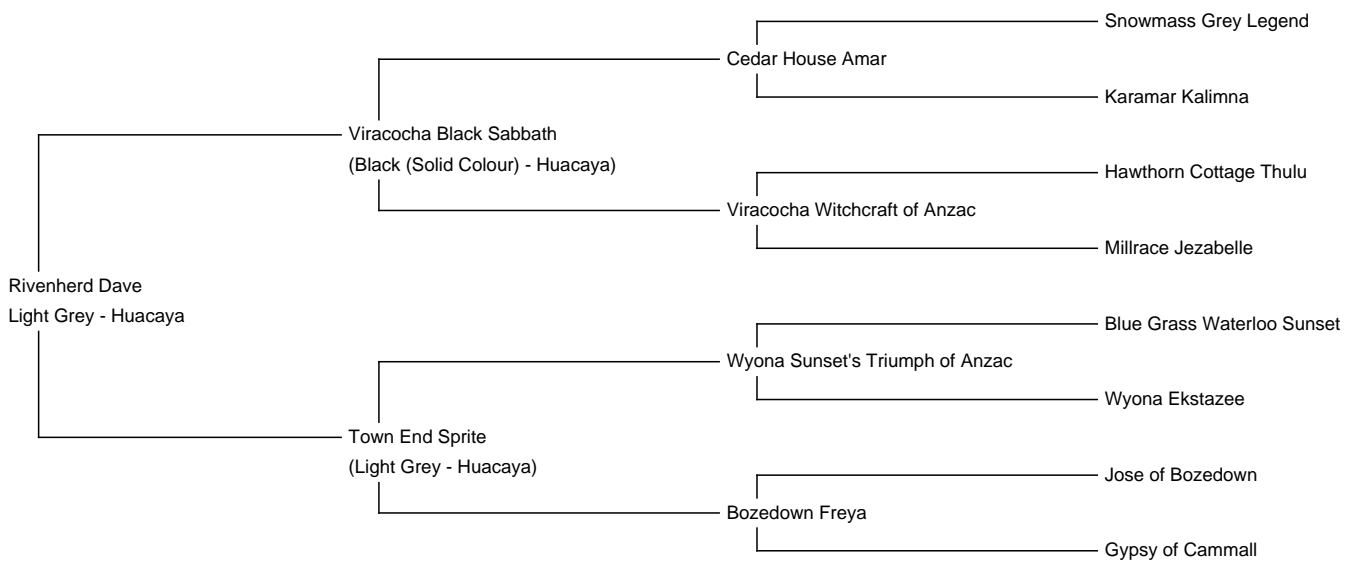 Snowmass Grey Legend
Cedar House Amar
Karamar Kalimna
Viracocha Black Sabbath
(Black (Solid Colour) - Huacaya)
Hawthorn Cottage Thulu
Viracocha Witchcraft of Anzac
Millrace Jezabelle
Rivenherd Dave
Light Grey - Huacaya
Blue Grass Waterloo Sunset
Wyona Sunset's Triumph of Anzac
Wyona Ekstazee
Town End Sprite
(Light Grey - Huacaya)
Jose of Bozedown
Bozedown Freya
Gypsy of Cammall